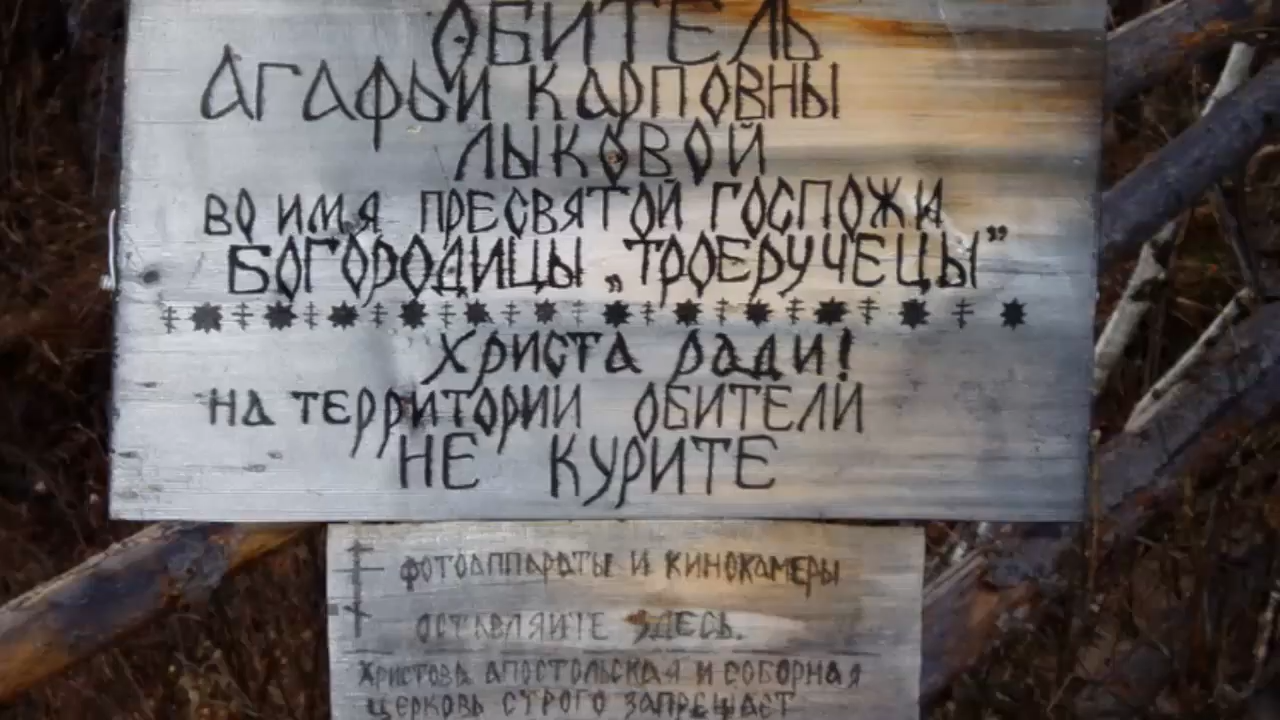 ОБИТЕЛЬ
АГАФЬИ КАРПОВНЫ
ЛЫКОВОЙ
ВО ИМЯ ПРЕСВЯТОЙ ГОСПОЖИ
БОГОРОДИЦЫ „ТРОЕРУЧЕЦЫ”
ХРИСТА РАДИ!
НА ТЕРРИТОРИИ ОБИТЕЛИ
НЕ КУРИТЕ
ФОТОАППАРАТЫ И КИНОКАМЕРЫ
ОСТАВЛЯЙТЕ ЗДЕСЬ.
ХРИСТОВА АПОСТОЛЬСКАЯ И СОБОРНАЯ
ЦЕРКОВЬ СТРОГО ЗАПРЕЩАЕТ